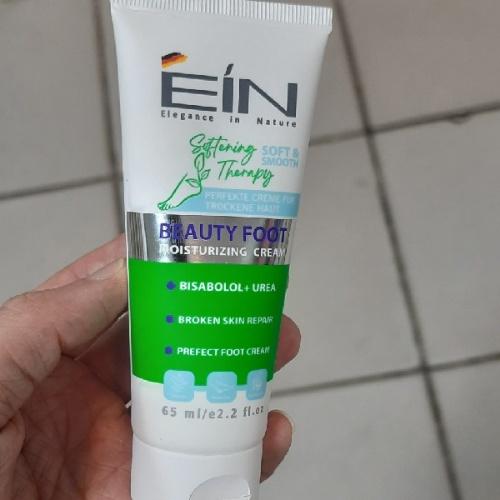 EíN
Elegance in Nature
Softening
Therapy
SOFT &
SMOOTH
PERFEKTE CREME FÜR
TROCKENE HAUT
BEAUTY FOOT
MOISTURIZING CREAM
BISABOLOL+ UREA
BROKEN SKIN REPAIR
PREFECT FOOT CREAM
65 ml/e2.2 fl.oz